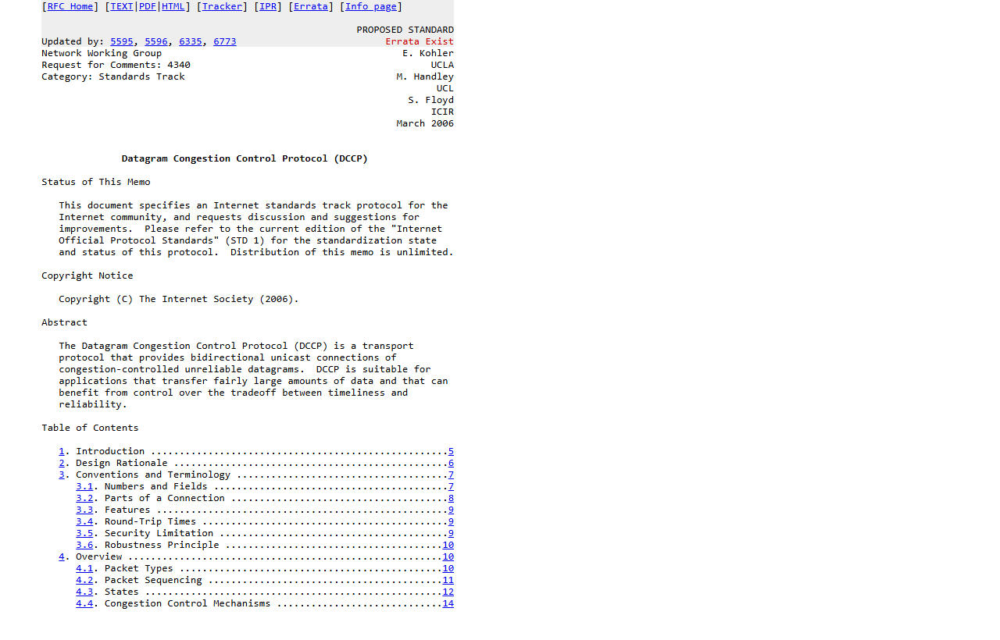 [RFC Home] [TEXT|PDF|HTML] [Tracker] [IPR] [Errata] [Info page]
PROPOSED STANDARD
Updated by: 5595, 5596, 6335, 6773 Errata Exist
Network Working Group E. Kohler
Request for Comments: 4340 UCLA
Category: Standards Track M. Handley
UCL
S. Floyd
ICIR
March 2006
Datagram Congestion Control Protocol (DCCP)
Status of This Memo
This document specifies an Internet standards track protocol for the
Internet community, and requests discussion and suggestions for
improvements.  Please refer to the current edition of the "Internet
Official Protocol Standards" (STD 1) for the standardization state
and status of this protocol.  Distribution of this memo is unlimited.
Copyright Notice
Copyright (C) The Internet Society (2006).
Abstract
The Datagram Congestion Control Protocol (DCCP) is a transport
protocol that provides bidirectional unicast connections of
congestion-controlled unreliable datagrams.  DCCP is suitable for
applications that transfer fairly large amounts of data and that can
benefit from control over the tradeoff between timeliness and
reliability.
Table of Contents
1. Introduction ....................................................5
2. Design Rationale ................................................6
3. Conventions and Terminology .....................................7
3.1. Numbers and Fields .........................................7
3.2. Parts of a Connection ......................................8
3.3. Features ...................................................9
3.4. Round-Trip Times ...........................................9
3.5. Security Limitation ........................................9
3.6. Robustness Principle ......................................10
4. Overview .......................................................10
4.1. Packet Types ..............................................10
4.2. Packet Sequencing .........................................11
4.3. States ....................................................12
4.4. Congestion Control Mechanisms .............................14